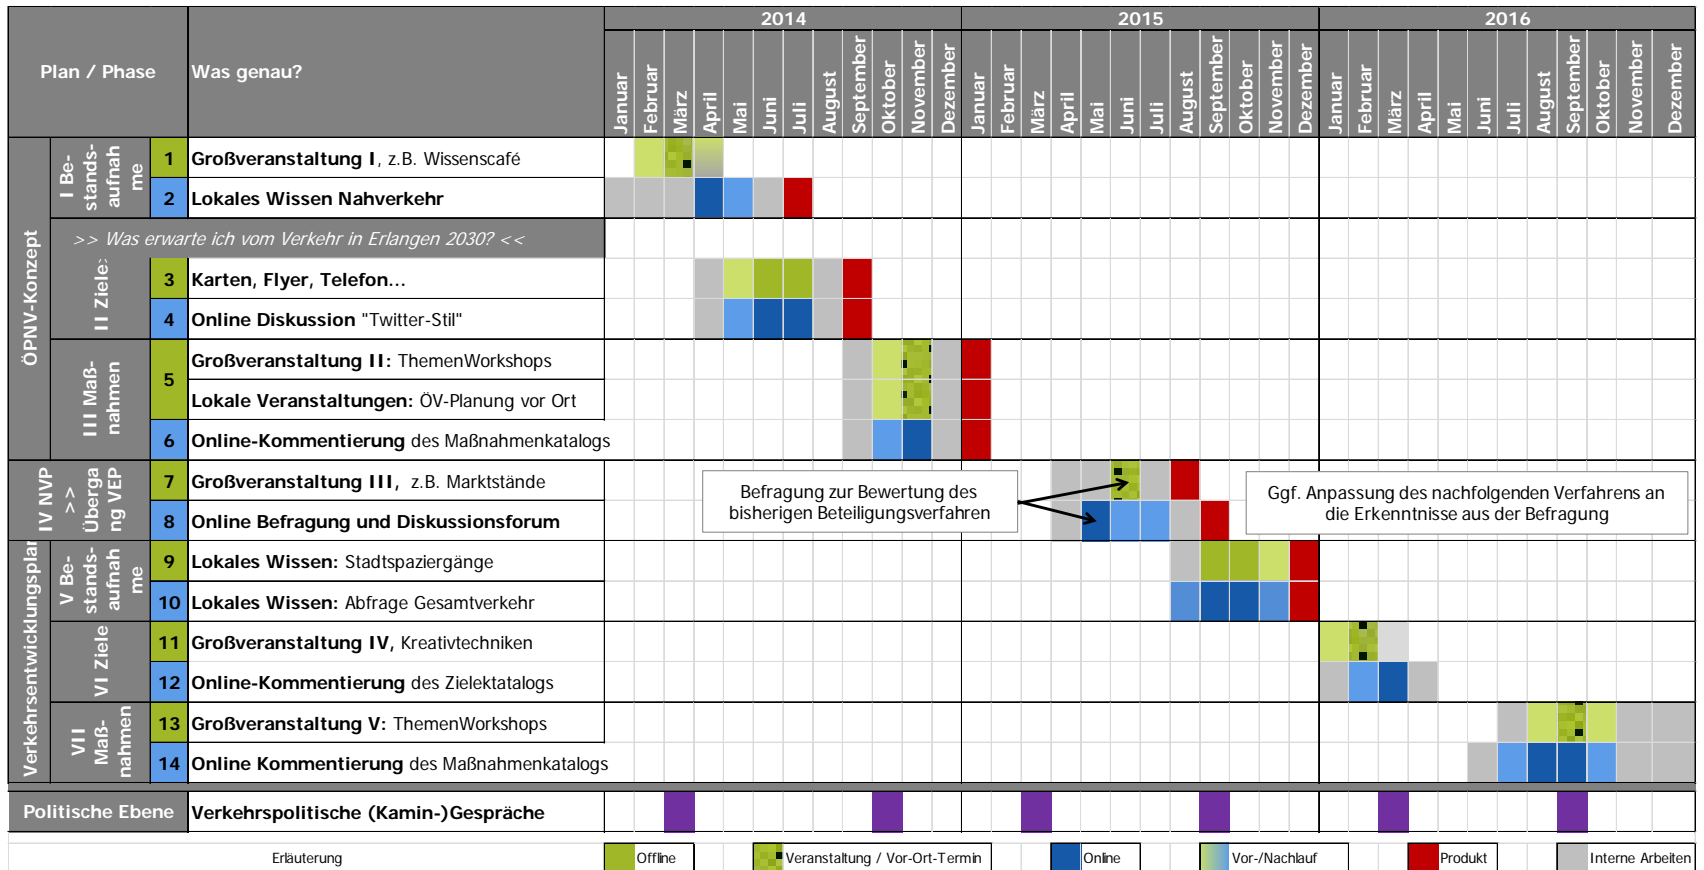 2014
2015
2016
Plan / Phase
Was genau?
Januar
Februar
März
April
Mai
Juni
Juli
August
September
Oktober
November
Dezember
Januar
Februar
März
April
Mai
Juni
Juli
August
September
Oktober
November
Dezember
Januar
Februar
März
April
Mai
Juni
Juli
August
September
Oktober
November
Dezember
ÖPNV-Konzept
I Be-
stands-
aufnah
me
1 Großveranstaltung I, z.B. Wissenscafé
2 Lokales Wissen Nahverkehr
>> Was erwarte ich vom Verkehr in Erlangen 2030? <<
II Ziele
3 Karten, Flyer, Telefon...
4 Online Diskussion "Twitter-Stil"
III Maß-
nahmen
5 Großveranstaltung II: ThemenWorkshops
Lokale Veranstaltungen: ÖV-Planung vor Ort
6 Online-Kommentierung des Maßnahmenkatalogs
IV NVP
>>
Überga
ng VEP
7 Großveranstaltung III, z.B. Marktstände
8 Online Befragung und Diskussionsforum
Befragung zur Bewertung des
bisherigen Beteiligungsverfahren
Ggf. Anpassung des nachfolgenden Verfahrens an
die Erkenntnisse aus der Befragung
Verkehrsentwicklungsplan
V Be-
stands-
aufnah
me
9 Lokales Wissen: Stadtspaziergänge
10 Lokales Wissen: Abfrage Gesamtverkehr
VI Ziele
11 Großveranstaltung IV, Kreativtechniken
12 Online-Kommentierung des Zielektatalogs
VII
Maß-
nahmen
13 Großveranstaltung V: ThemenWorkshops
14 Online Kommentierung des Maßnahmenkatalogs
Politische Ebene
Verkehrspolitische (Kamin-)Gespräche
Erläuterung
Offline
Veranstaltung / Vor-Ort-Termin
Online
Vor-/Nachlauf
Produkt
Interne Arbeiten